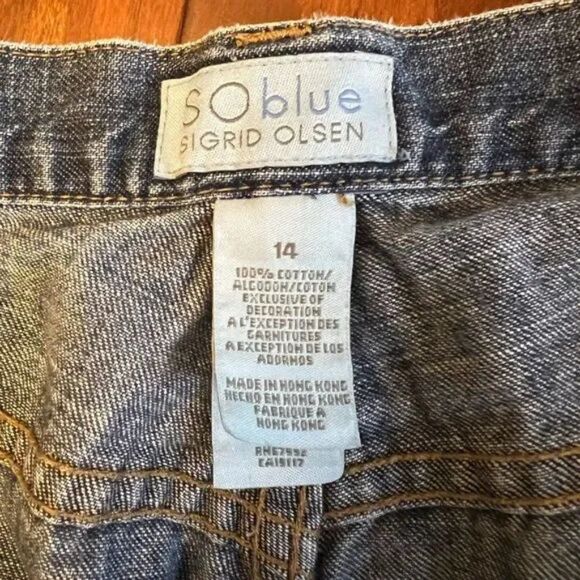 SOblue
SIGRID OLSEN
14
100% COTTON/
ALGODON/COTON
EXCLUSIVE OF
DECORATION
A L'EXCEPTION DES
GARNITURES
A EXCEPTION DE LOS
ADORNOS
MADE IN HONG KONG
HECHO EN HONG KONG
FABRIQUE A
HONG KONG
CA19117